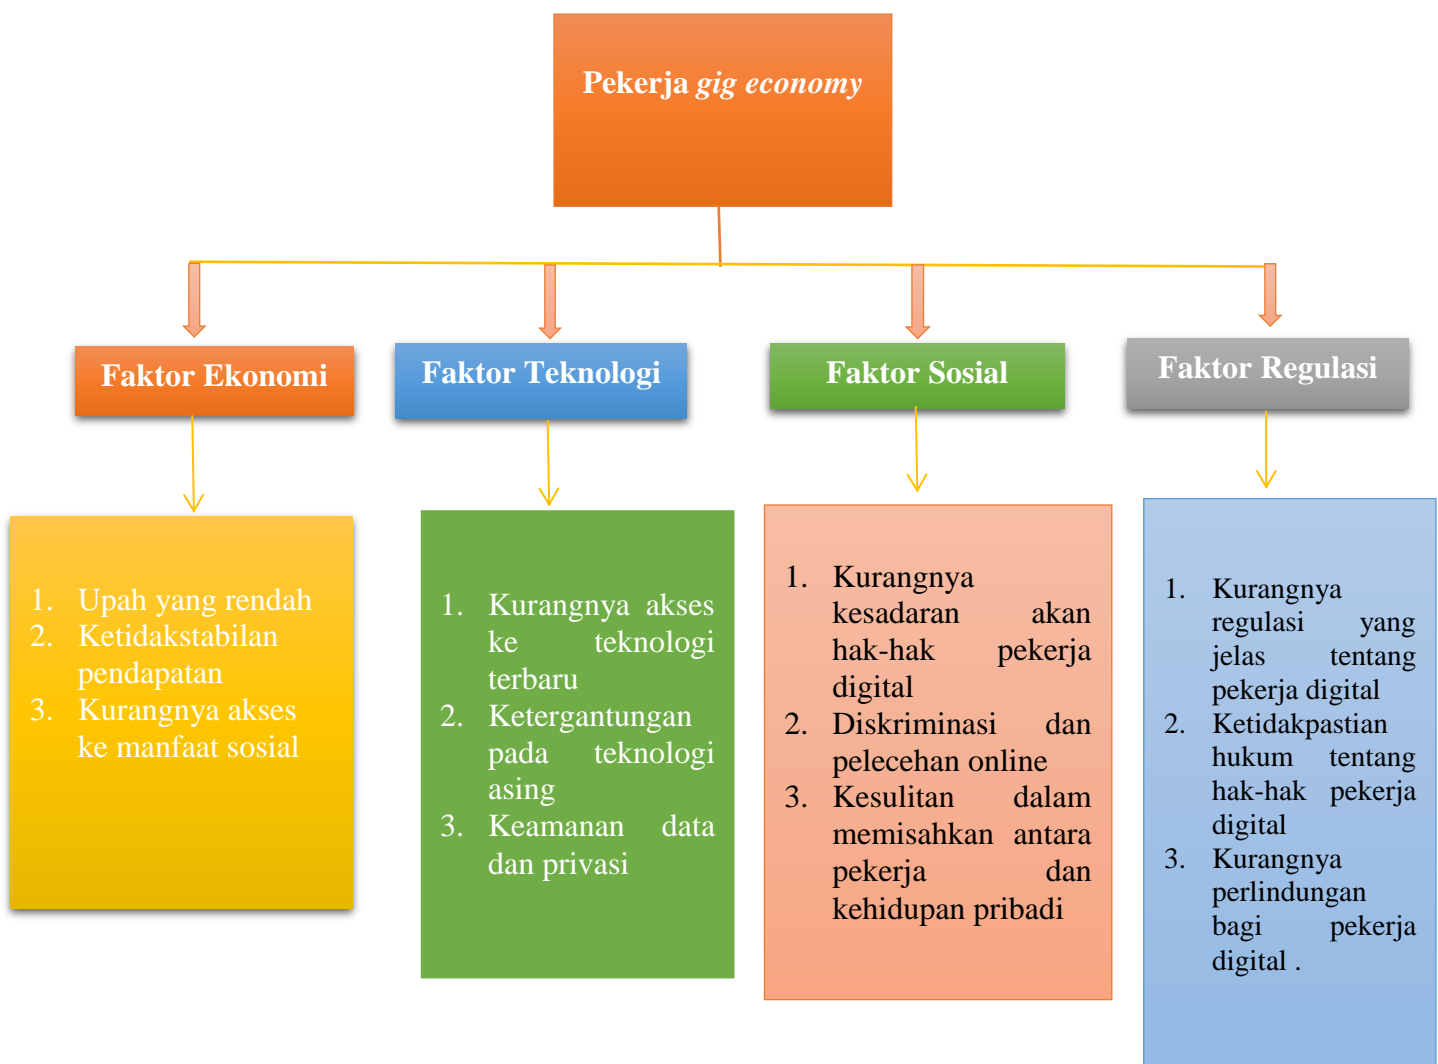 Pekerja gig economy
Faktor Ekonomi
Faktor Teknologi
Faktor Sosial
Faktor Regulasi
1. Upah yang rendah
2. Ketidakstabilan
pendapatan
3. Kurangnya akses
ke manfaat sosial
1. Kurangnya akses
ke teknologi
terbaru
2. Ketergantungan
pada teknologi
asing
3. Keamanan data
dan privasi
1. Kurangnya
kesadaran akan
hak-hak pekerja
digital
2. Diskriminasi dan
pelecehan online
3. Kesulitan dalam
memisahkan antara
pekerja dan
kehidupan pribadi
1. Kurangnya
regulasi yang
jelas tentang
pekerja digital
2. Ketidakpastian
hukum tentang
hak-hak pekerja
digital
3. Kurangnya
perlindungan
bagi pekerja
digital .